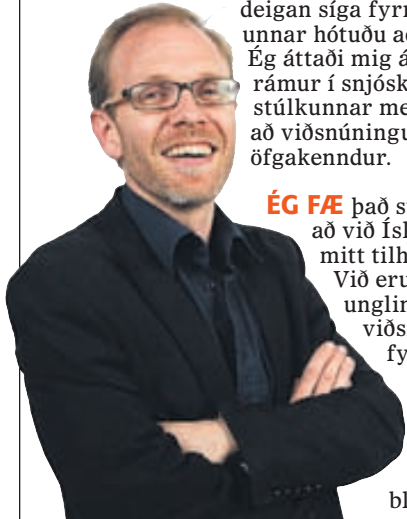 deigan síga fyrr
unnar hótuðu að
Ég áttaði mig á
rámur í snjósk
stúlkunnar me
að viðsnúningu
öfgakenndur.
ÉG FÆ það st
að við Ísl
mitt tilh
Við eru
unglin
viðs
fy
bl